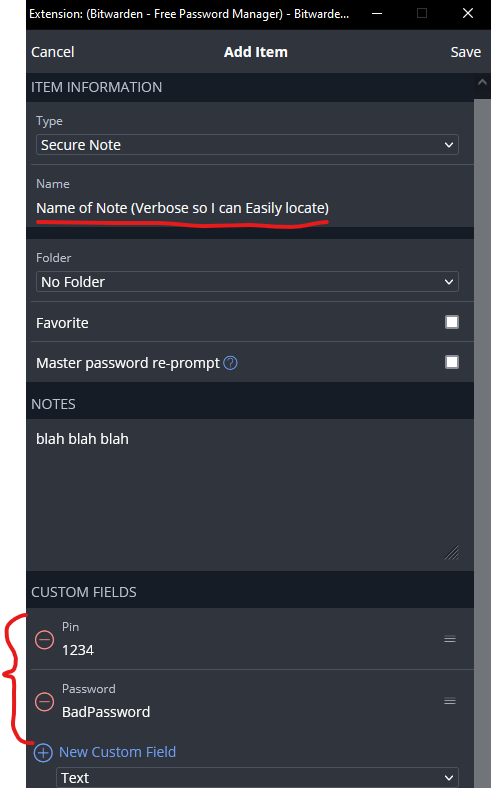 Extension: (Bitwarden - Free Password Manager) - Bitwarde...
Cancel Add Item Save
ITEM INFORMATION
Type
Secure Note
Name
Name of Note (Verbose so I can Easily locate)
Folder
No Folder
Favorite
Master password re-prompt ?
NOTES
blah blah blah
CUSTOM FIELDS
Pin
1234
Password
BadPassword
New Custom Field
Text